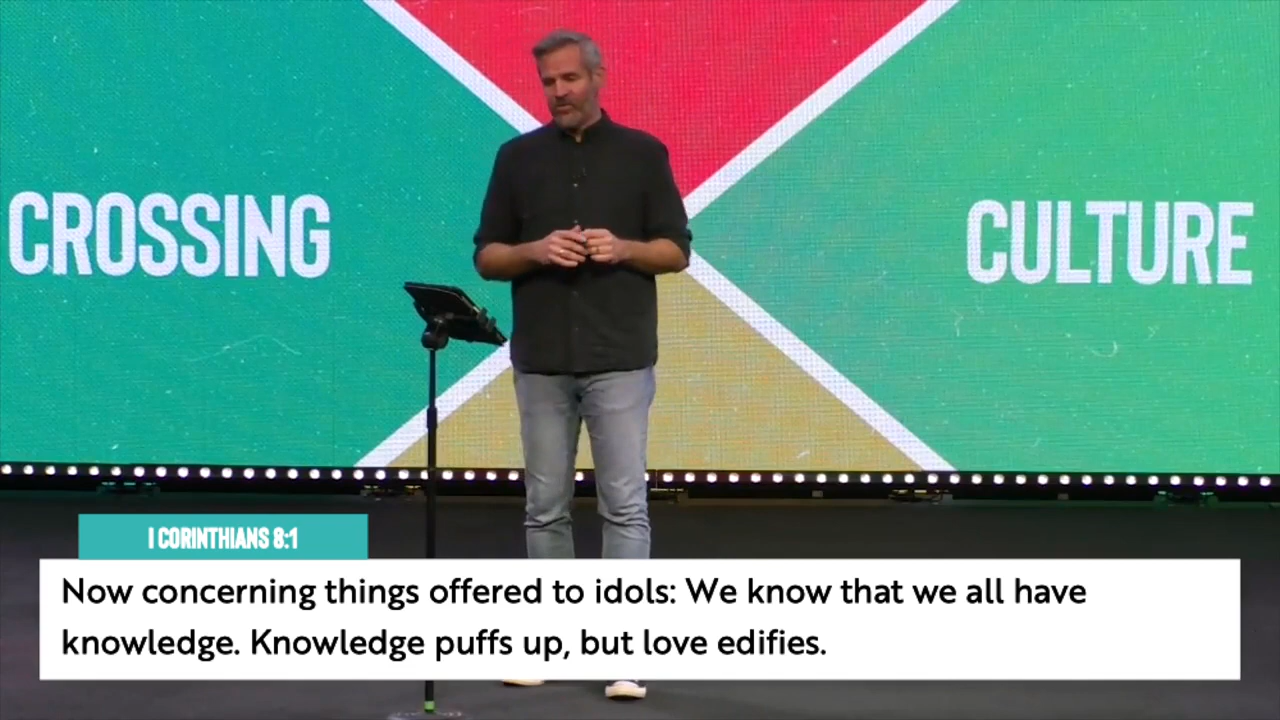 CROSSING
CULTURE
I CORINTHIANS 8:1
Now concerning things offered to idols: We know that we all have
knowledge. Knowledge puffs up, but love edifies.